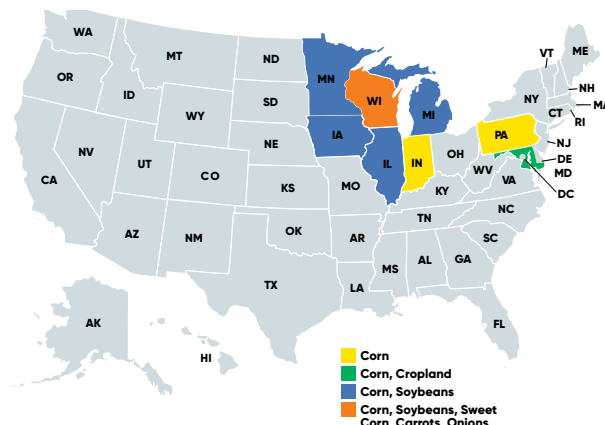 WA
MT
ND
MN
ME
VT
OR
ID
SD
WI
MI
NY
NH
MA
CT
RI
WY
IA
PA
NJ
NV
NE
IL
IN
OH
DE
MD
CA
UT
CO
KS
MO
KY
WV
VA
DC
AZ
NM
OK
AR
TN
NC
SC
TX
LA
MS
AL
GA
FL
AK
HI
Corn
Corn, Cropland
Corn, Soybeans
Corn, Soybeans, Sweet
Corn, Carrots, Onions